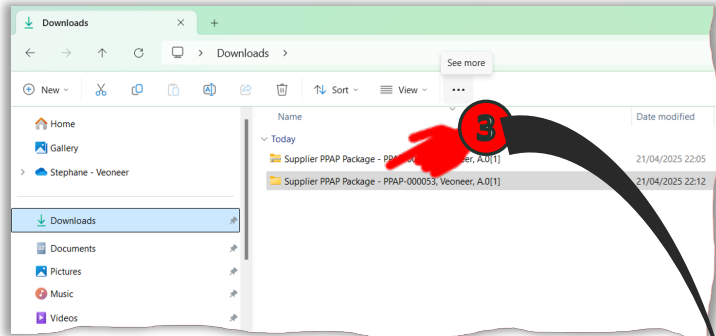 Downloads
Downloads
See more
New
Sort
View
Name
Date modified
Home
Gallery
Stephane - Veoneer
Downloads
Documents
Pictures
Music
Videos
Today
Supplier PPAP Package - er, A.0[1]
21/04/2025 22:05
Supplier PPAP Package - PPAP-000053, Veoneer, A.0[1]
21/04/2025 22:12
3